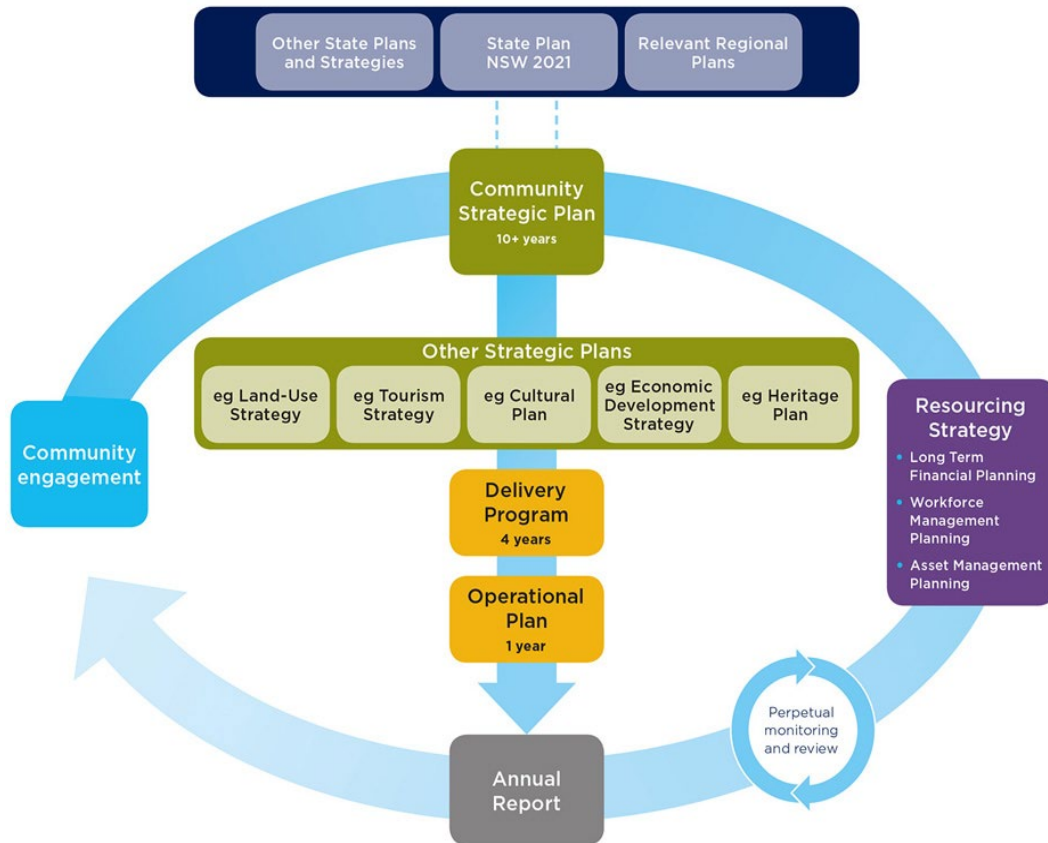 Other State Plans
and Strategies
State Plan
NSW 2021
Relevant Regional
Plans
Community
Strategic Plan
10+ years
Other Strategic Plans
eg Land-Use
Strategy
eg Tourism
Strategy
eg Cultural
Plan
eg Economic
Development
Strategy
eg Heritage
Plan
Community
engagement
Resourcing
Strategy
• Long Term
Financial Planning
• Workforce
Management
Planning
• Asset Management
Planning
Delivery
Program
4 years
Operational
Plan
1 year
Perpetual
monitoring
and review
Annual
Report